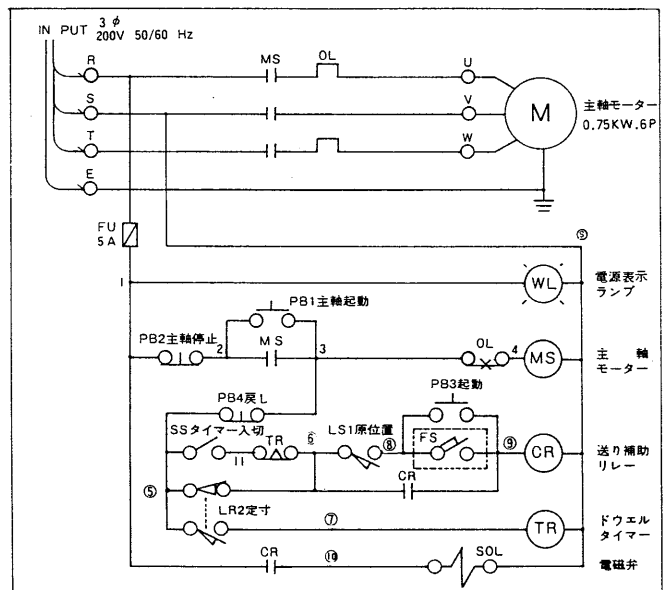 3 φ
IN PUT 200V 50/60 Hz
R MS OL U
S V 主軸モーター
M
T W 0.75KW.6P
E
FU
5A
⑤
1 WL 電源表示
ランプ
PB1主軸起動
PB2主軸停止 2 MS 3 OL 4 MS 主軸
モーター
PB4戻し PB3起動
SSタイマー入切 TR ⑥ LS1原位置 ⑧ FS ⑨ CR 送り補助
リレー
11
CR
⑤
LR2定寸 ⑦ TR ドウエル
タイマー
CR ⑩ SOL 電磁弁